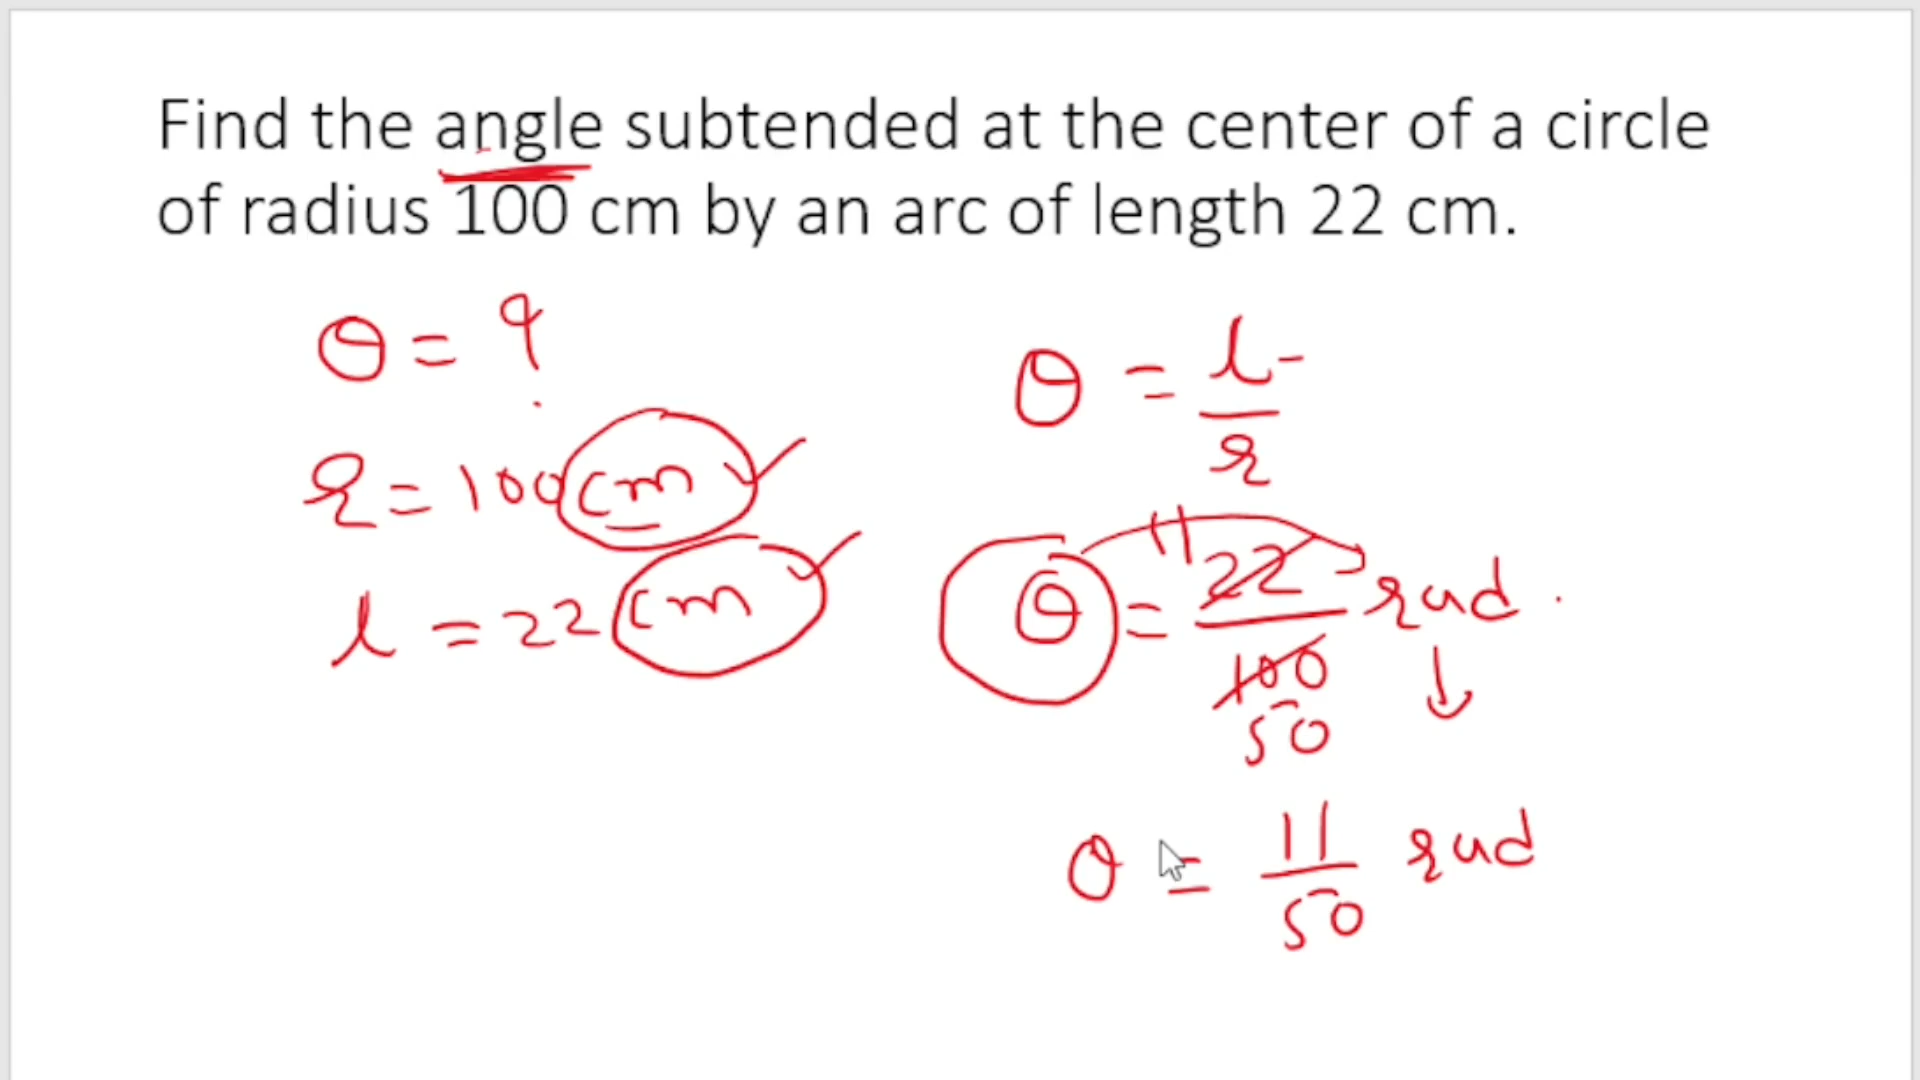 Find the angle subtended at the center of a circle
of radius 100 cm by an arc of length 22 cm.
θ = ?
r = 100 cm
l = 22 cm
θ = l/r
θ = 22/100 rad.
11
50
θ = 11/50 rad